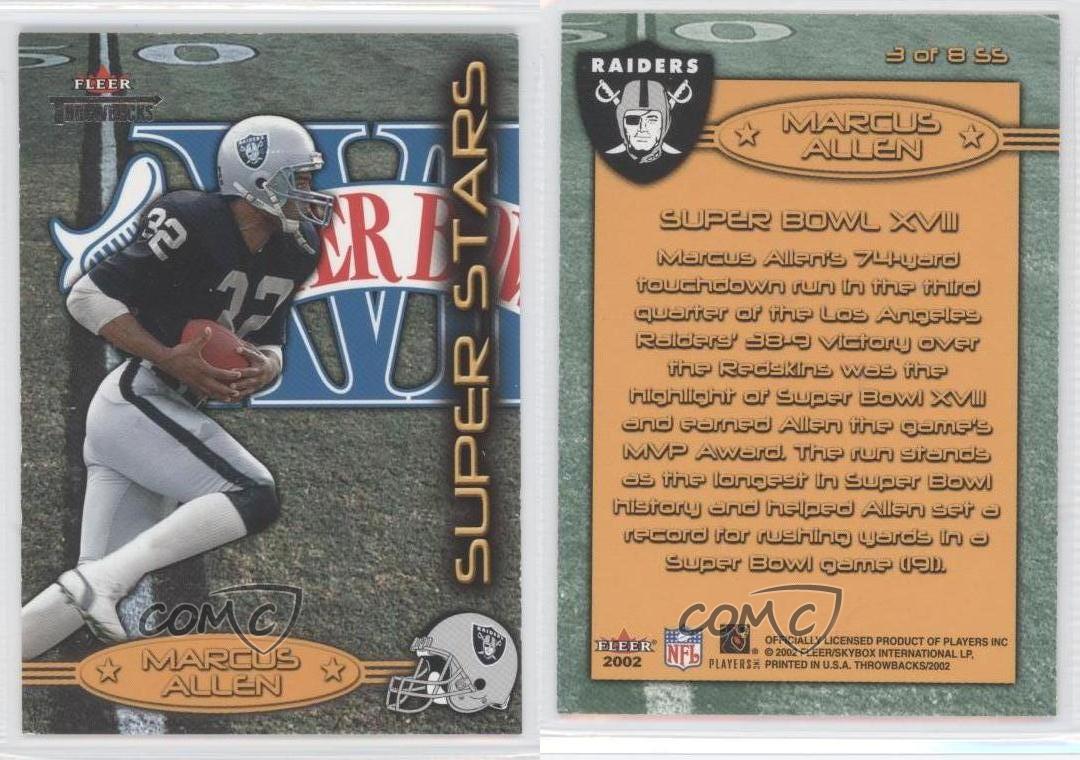 FLEER
THROWBACKS
RAIDERS
32
32
SUPER STARS
MARCUS
ALLEN
RAIDERS
COMC
3 of 8 SS
RAIDERS
MARCUS
ALLEN
SUPER BOWL XVIII
Marcus Allen's 74-yard
touchdown run in the third
quarter of the Los Angeles
Raiders' 38-9 victory over
the Redskins was the
highlight of Super Bowl XVIII
and earned Allen the game's
MVP Award. The run stands
as the longest in Super Bowl
history and helped Allen set a
record for rushing yards in a
Super Bowl game (191).
COMC
FLEER
2002
NFL
PLAYERS INC
OFFICIALLY LICENSED PRODUCT OF PLAYERS INC
© 2002 FLEER/SKYBOX INTERNATIONAL LP,
PRINTED IN U.S.A. THROWBACKS/2002